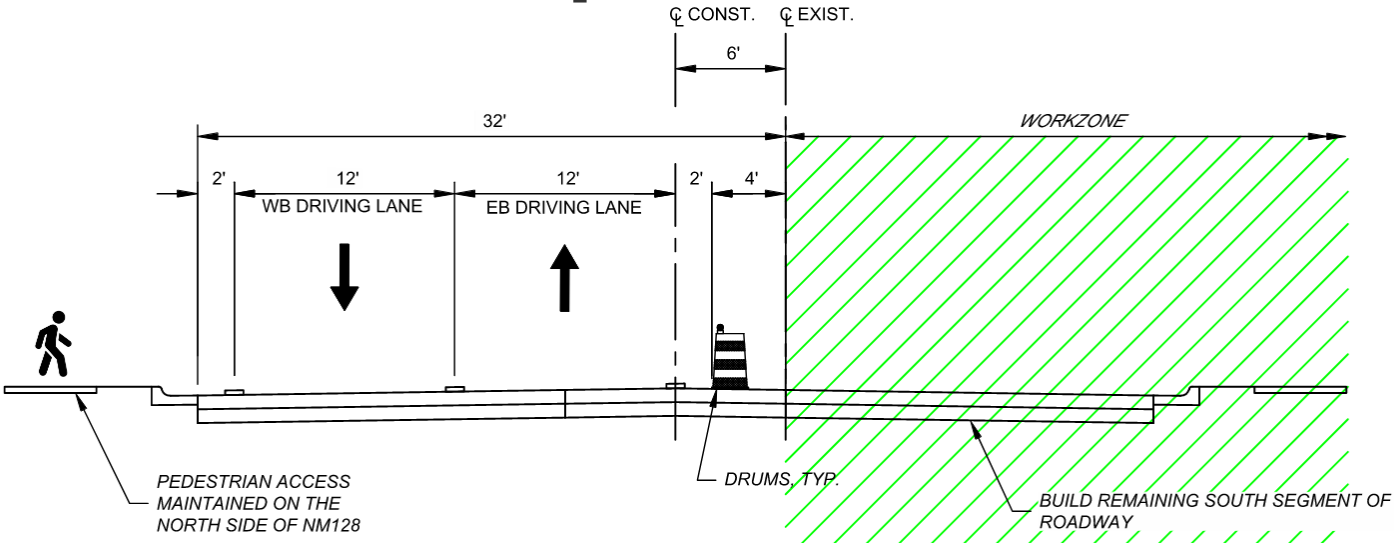 ℄ CONST. ℄ EXIST.
6'
32' WORKZONE
2' 12' 12' 2' 4'
WB DRIVING LANE EB DRIVING LANE
DRUMS, TYP.
PEDESTRIAN ACCESS
MAINTAINED ON THE
NORTH SIDE OF NM128
BUILD REMAINING SOUTH SEGMENT OF
ROADWAY